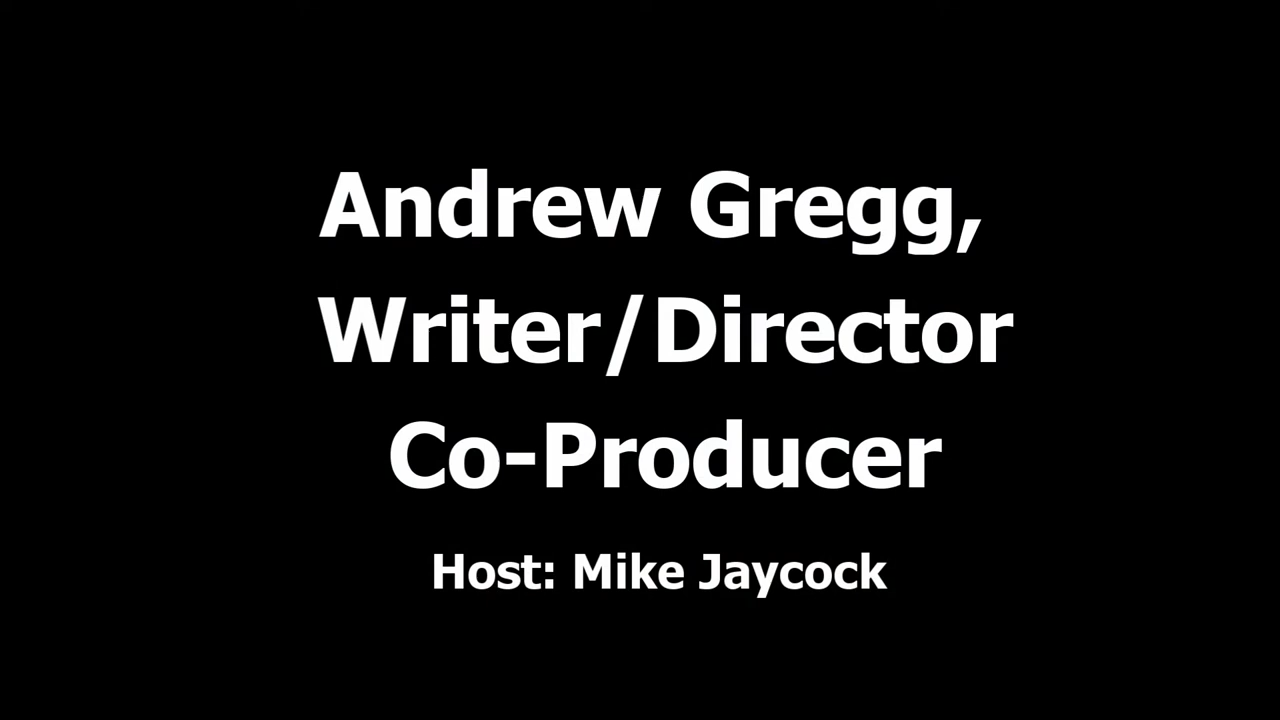 Andrew Gregg,
Writer/Director
Co-Producer
Host: Mike Jaycock